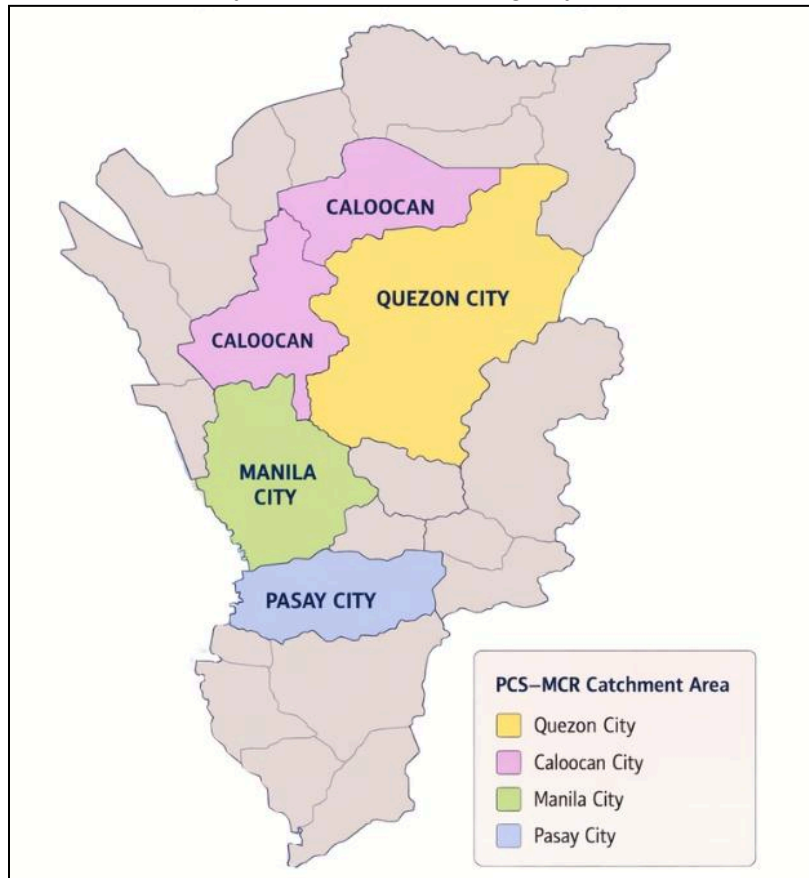 CALOOCAN
QUEZON CITY
CALOOCAN
MANILA
CITY
PASAY CITY
PCS–MCR Catchment Area
Quezon City
Caloocan City
Manila City
Pasay City